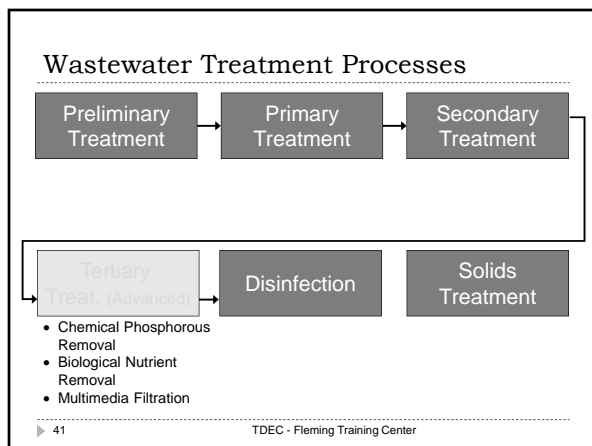 Wastewater Treatment Processes
Preliminary
Treatment
Primary
Treatment
Secondary
Treatment
Tertiary
Treat. (Advanced)
Disinfection
Solids
Treatment
• Chemical Phosphorous
Removal
• Biological Nutrient
Removal
• Multimedia Filtration
41
TDEC - Fleming Training Center